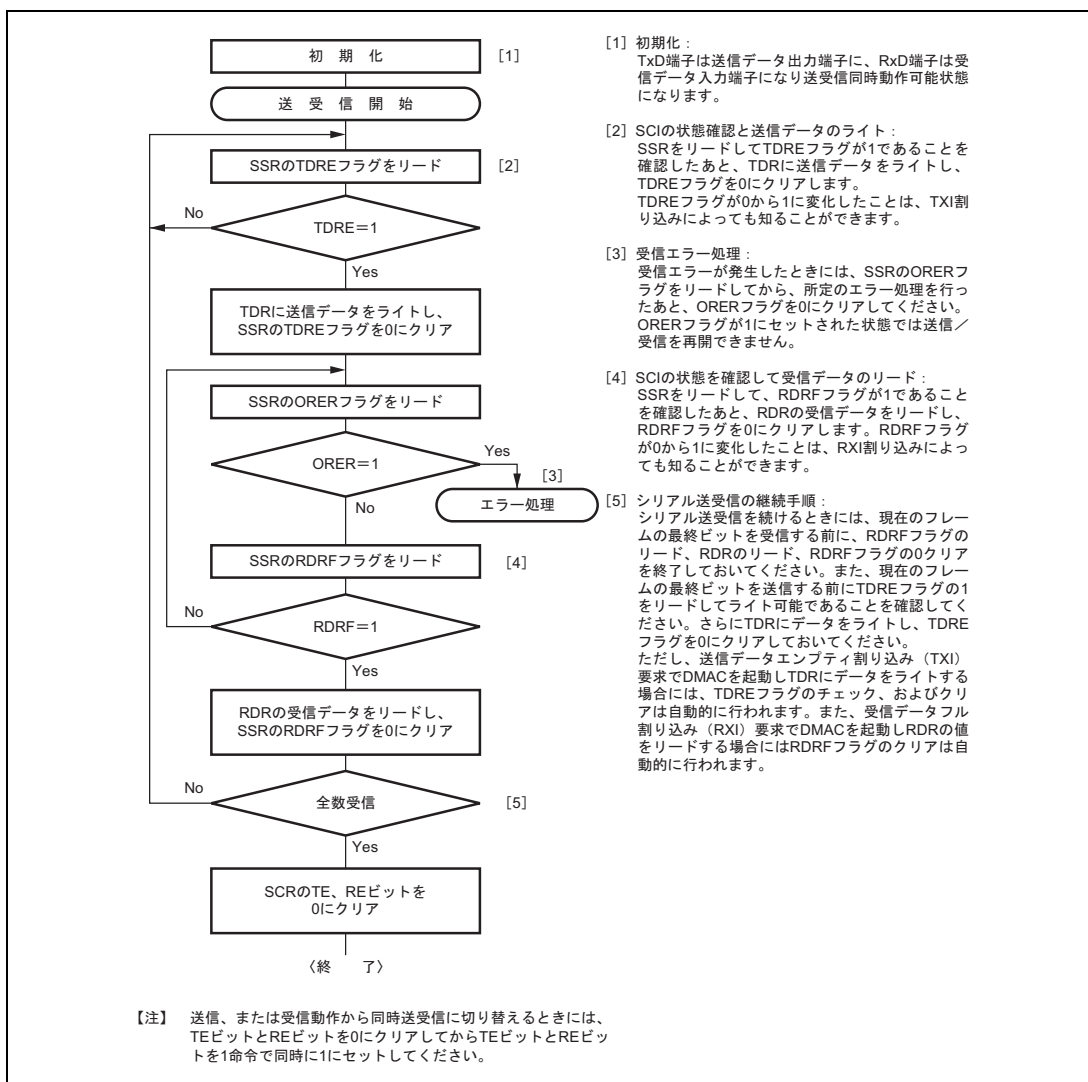 初 期 化 [1]
送 受 信 開 始
SSRのTDREフラグをリード [2]
No
TDRE＝1
Yes
TDRに送信データをライトし、
SSRのTDREフラグを0にクリア
SSRのORERフラグをリード
ORER＝1
Yes
[3]
エラー処理
No
SSRのRDRFフラグをリード [4]
No
RDRF＝1
Yes
RDRの受信データをリードし、
SSRのRDRFフラグを0にクリア
No
全数受信 [5]
Yes
SCRのTE、REビットを
0にクリア
〈終 了〉
[1] 初期化：
TxD端子は送信データ出力端子に、RxD端子は受
信データ入力端子になり送受信同時動作可能状態
になります。
[2] SCIの状態確認と送信データのライト：
SSRをリードしてTDREフラグが1であることを
確認したあと、TDRに送信データをライトし、
TDREフラグを0にクリアします。
TDREフラグが0から1に変化したことは、TXI割
り込みによっても知ることができます。
[3] 受信エラー処理：
受信エラーが発生したときには、SSRのORERフ
ラグをリードしてから、所定のエラー処理を行っ
たあと、ORERフラグを0にクリアしてください。
ORERフラグが1にセットされた状態では送信／
受信を再開できません。
[4] SCIの状態を確認して受信データのリード：
SSRをリードして、RDRFフラグが1であること
を確認したあと、RDRの受信データをリードし、
RDRFフラグを0にクリアします。RDRFフラグ
が0から1に変化したことは、RXI割り込みによっ
ても知ることができます。
[5] シリアル送受信の継続手順：
シリアル送受信を続けるときには、現在のフレー
ムの最終ビットを受信する前に、RDRFフラグの
リード、RDRのリード、RDRFフラグの0クリア
を終了しておいてください。また、現在のフレー
ムの最終ビットを送信する前にTDREフラグの1
をリードしてライト可能であることを確認してく
ださい。さらにTDRにデータをライトし、TDRE
フラグを0にクリアしておいてください。
ただし、送信データエンプティ割り込み（TXI）
要求でDMACを起動しTDRにデータをライトする
場合には、TDREフラグのチェック、およびクリ
アは自動的に行われます。また、受信データフル
割り込み（RXI）要求でDMACを起動しRDRの値
をリードする場合にはRDRFフラグのクリアは自
動的に行われます。
【注】 送信、または受信動作から同時送受信に切り替えるときには、
TEビットとREビットを0にクリアしてからTEビットとREビッ
トを1命令で同時に1にセットしてください。